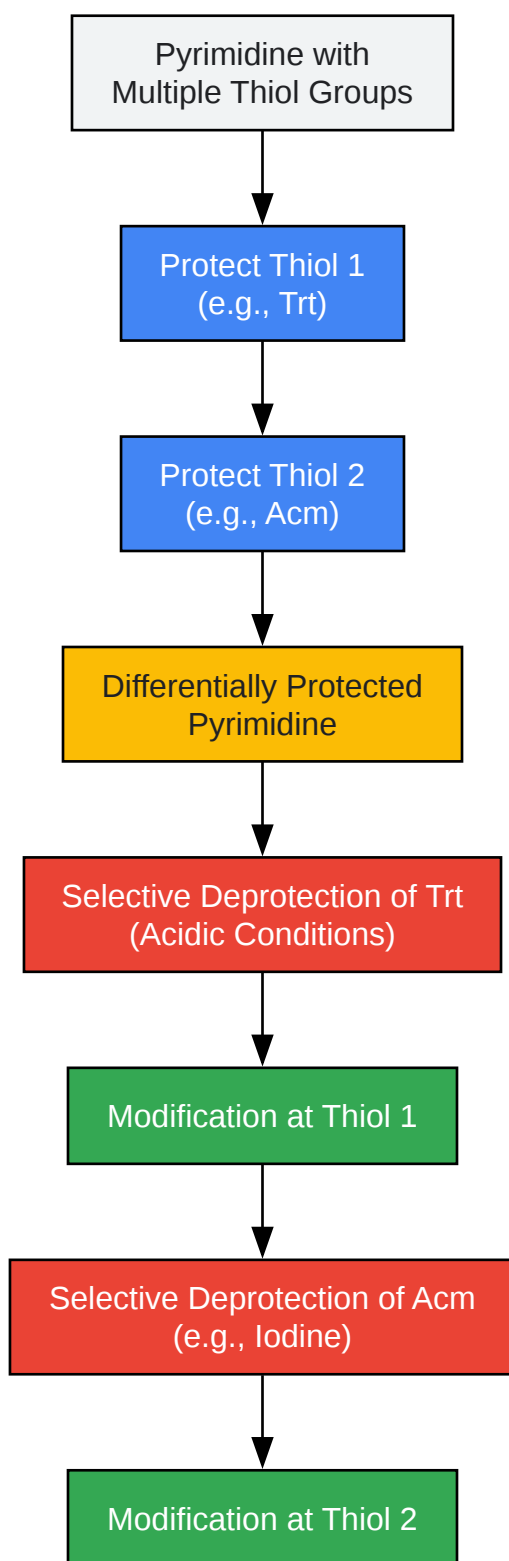 Pyrimidine with
Multiple Thiol Groups
Protect Thiol 1
(e.g., Trt)
Protect Thiol 2
(e.g., Acm)
Differentially Protected
Pyrimidine
Selective Deprotection of Trt
(Acidic Conditions)
Modification at Thiol 1
Selective Deprotection of Acm
(e.g., Iodine)
Modification at Thiol 2